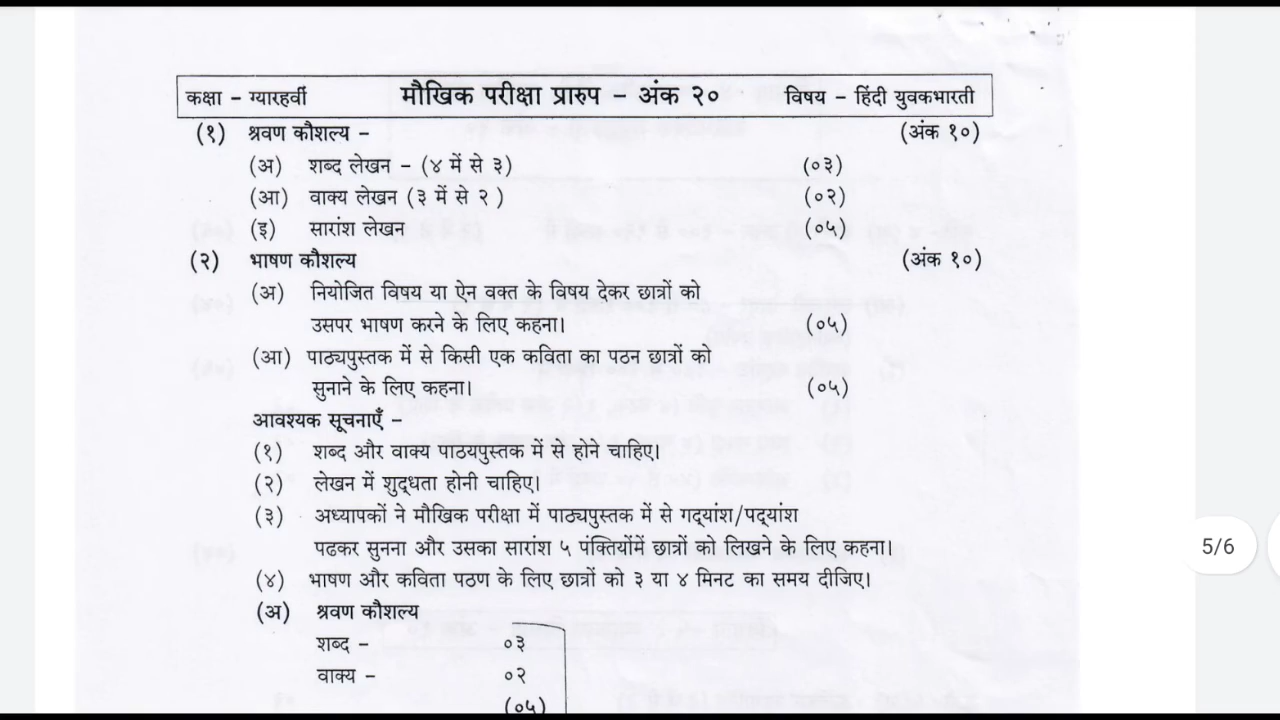 कक्षा – ग्यारहवीं मौखिक परीक्षा प्रारुप – अंक २० विषय – हिंदी युवकभारती
(१) श्रवण कौशल्य – (अंक १०)
(अ) शब्द लेखन – (४ में से ३) (०३)
(आ) वाक्य लेखन (३ में से २ ) (०२)
(इ) सारांश लेखन (०५)
(२) भाषण कौशल्य (अंक १०)
(अ) नियोजित विषय या ऐन वक्त के विषय देकर छात्रों को
उसपर भाषण करने के लिए कहना। (०५)
(आ) पाठ्यपुस्तक में से किसी एक कविता का पठन छात्रों को
सुनाने के लिए कहना। (०५)
आवश्यक सूचनाएँ –
(१) शब्द और वाक्य पाठयपुस्तक में से होने चाहिए।
(२) लेखन में शुद्धता होनी चाहिए।
(३) अध्यापकों ने मौखिक परीक्षा में पाठ्यपुस्तक में से गद्यांश/पद्यांश
पढकर सुनना और उसका सारांश ५ पंक्तियोंनें छात्रों को लिखने के लिए कहना।
5/6
(४) भाषण और कविता पठण के लिए छात्रों को ३ या ४ मिनट का समय दीजिए।
(अ) श्रवण कौशल्य
शब्द – ०३
वाक्य – ०२
(०५)